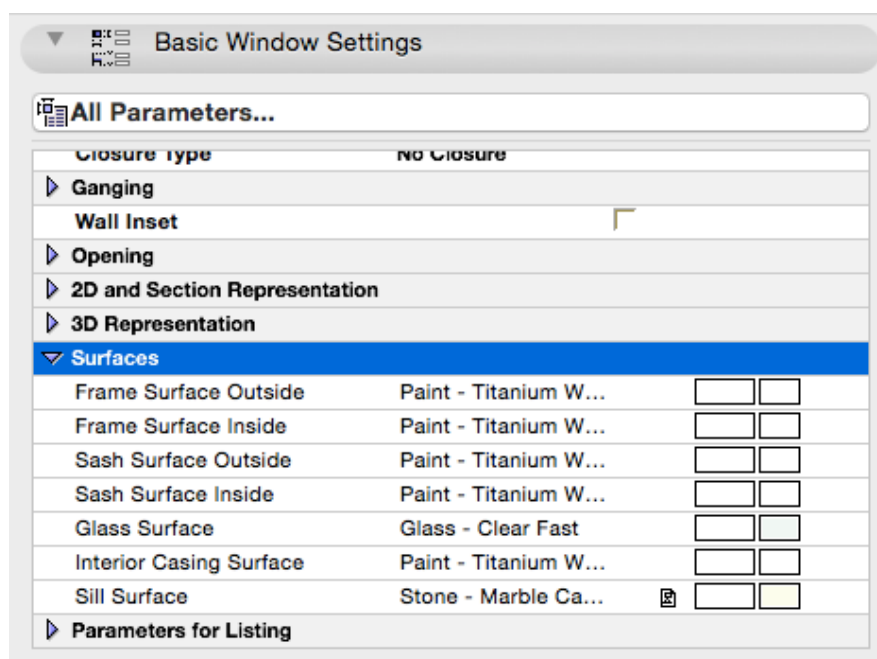 Basic Window Settings
All Parameters...
Closure Type No Closure
Ganging
Wall Inset
Opening
2D and Section Representation
3D Representation
Surfaces
Frame Surface Outside Paint - Titanium W...
Frame Surface Inside Paint - Titanium W...
Sash Surface Outside Paint - Titanium W...
Sash Surface Inside Paint - Titanium W...
Glass Surface Glass - Clear Fast
Interior Casing Surface Paint - Titanium W...
Sill Surface Stone - Marble Ca...
Parameters for Listing